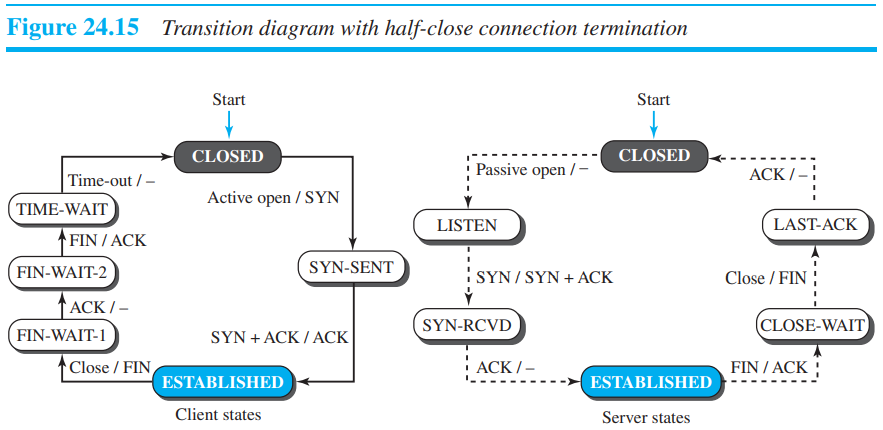 Figure 24.15 Transition diagram with half-close connection termination
Start
CLOSED
Time-out / –
TIME-WAIT
Active open / SYN
FIN / ACK
FIN-WAIT-2
SYN-SENT
ACK / –
FIN-WAIT-1
SYN + ACK / ACK
Close / FIN
ESTABLISHED
Client states
Start
CLOSED
Passive open / –
ACK / –
LISTEN
LAST-ACK
SYN / SYN + ACK
Close / FIN
SYN-RCVD
CLOSE-WAIT
ACK / –
FIN / ACK
ESTABLISHED
Server states